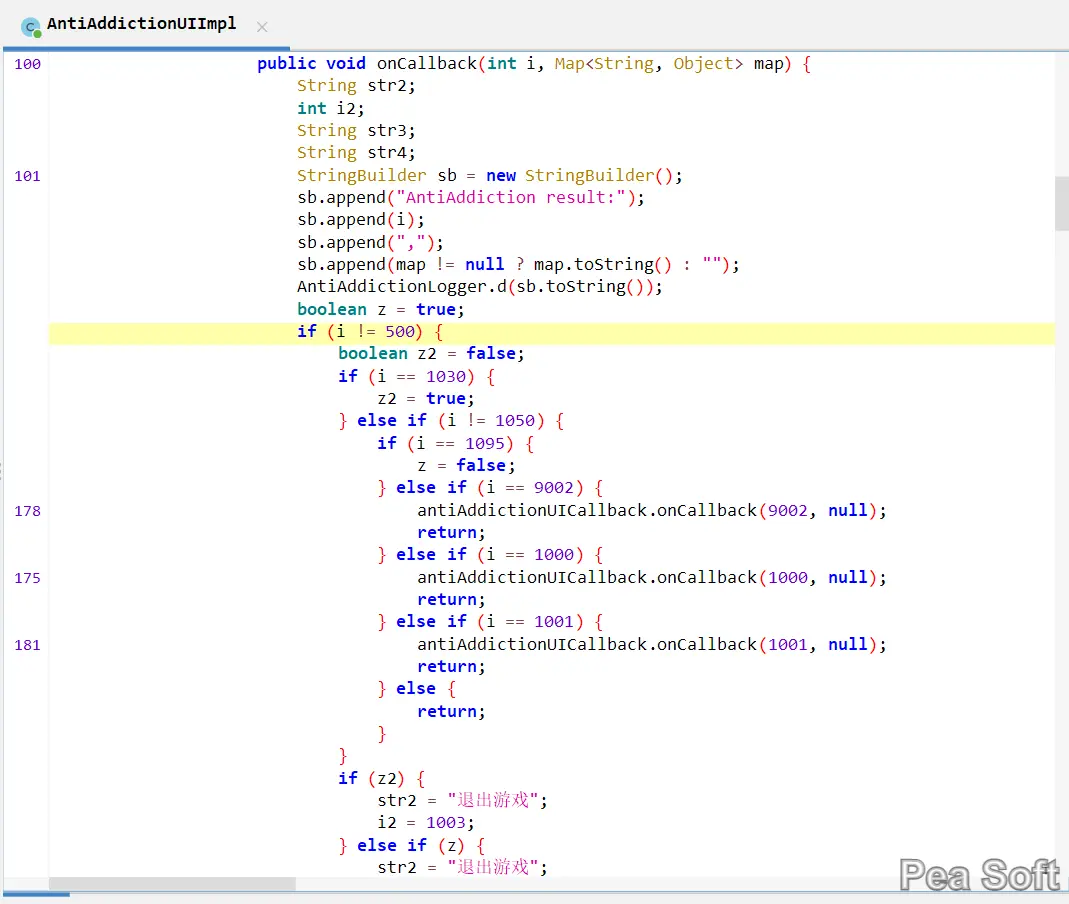 AntiAddictionUIImpl
100 public void onCallback(int i, Map<String, Object> map) {
String str2;
int i2;
String str3;
String str4;
101 StringBuilder sb = new StringBuilder();
sb.append("AntiAddiction result:");
sb.append(i);
sb.append(",");
sb.append(map != null ? map.toString() : "");
AntiAddictionLogger.d(sb.toString());
boolean z = true;
if (i != 500) {
boolean z2 = false;
if (i == 1030) {
z2 = true;
} else if (i != 1050) {
if (i == 1095) {
z = false;
} else if (i == 9002) {
178 antiAddictionUICallback.onCallback(9002, null);
return;
} else if (i == 1000) {
175 antiAddictionUICallback.onCallback(1000, null);
return;
} else if (i == 1001) {
181 antiAddictionUICallback.onCallback(1001, null);
return;
} else {
return;
}
}
if (z2) {
str2 = "退出游戏";
i2 = 1003;
} else if (z) {
str2 = "退出游戏";
Pea Soft